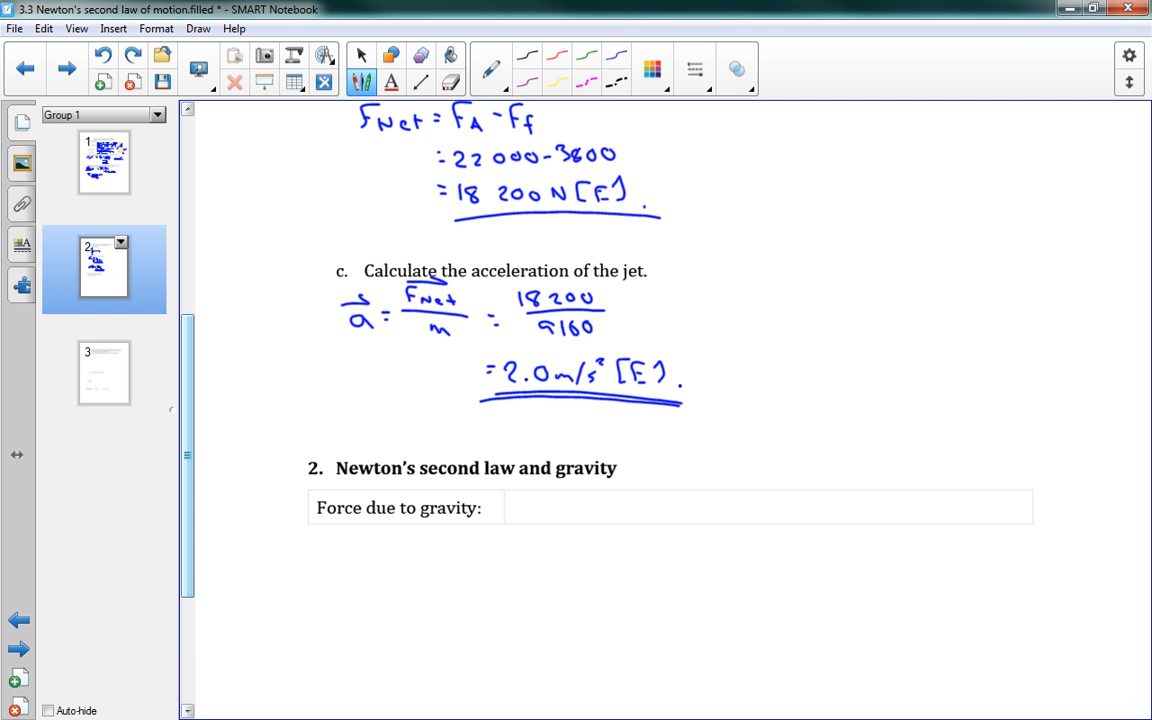 3.3 Newton's second law of motion.filled * - SMART Notebook
File Edit View Insert Format Draw Help
Group 1
1
2
3
Auto-hide
FNet = FA - Ff
= 22 000 - 3800
= 18 200 N [E].
c. Calculate the acceleration of the jet.
a = FNet / m = 18 200 / 9160
= 2.0 m/s² [E].
2. Newton's second law and gravity
Force due to gravity: